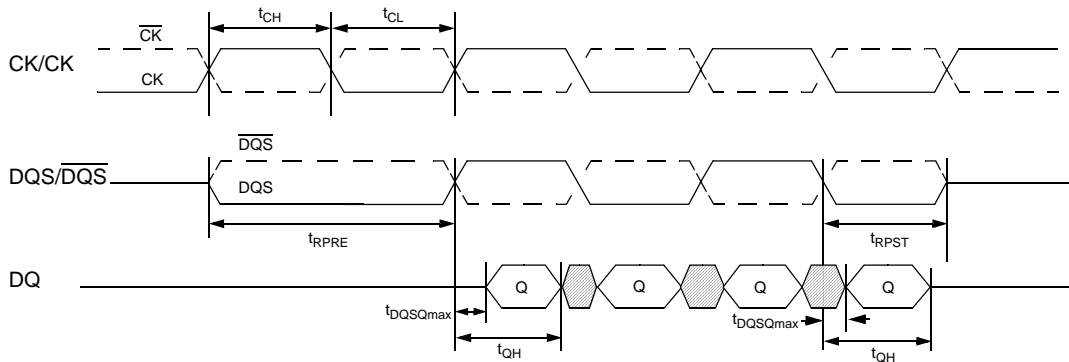 tCH
tCL
CK
CK/CK
CK
DQS
DQS/DQS
DQS
tRPRE
tRPST
DQ
Q
Q
Q
Q
tDQSQmax
tDQSQmax
tQH
tQH